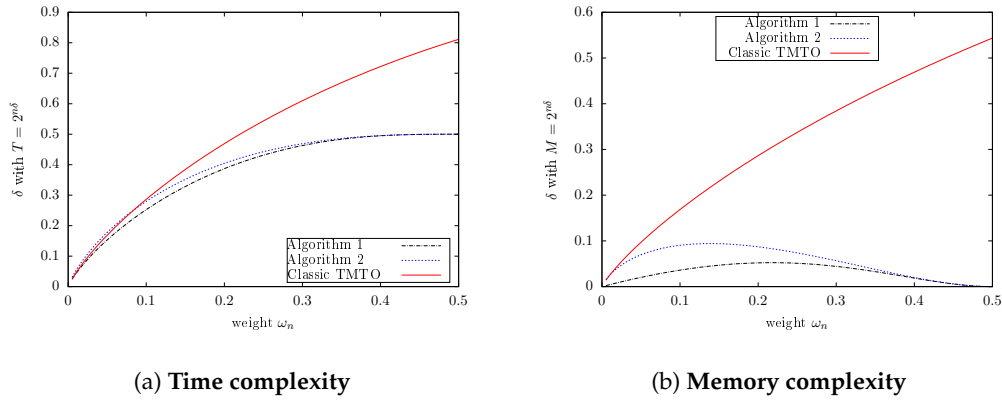 δ with T = 2^{nδ}
0.9
0.8
0.7
0.6
0.5
0.4
0.3
0.2
0.1
0
Algorithm 1
Algorithm 2
Classic TMTO
0 0.1 0.2 0.3 0.4 0.5
weight ω_n
(a) Time complexity
δ with M = 2^{nδ}
0.6
0.5
0.4
0.3
0.2
0.1
0
Algorithm 1
Algorithm 2
Classic TMTO
0 0.1 0.2 0.3 0.4 0.5
weight ω_n
(b) Memory complexity